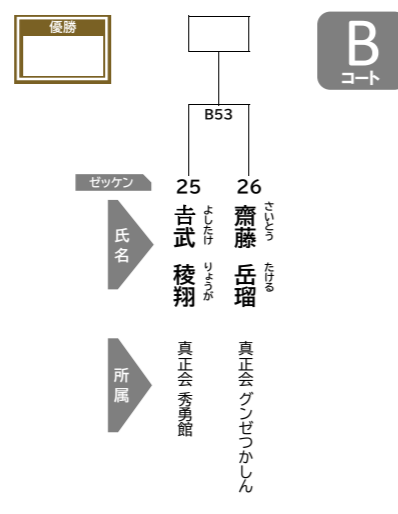 優勝
B
コート
B53
ゼッケン
25
26
氏名
𠮷武 稜翔
よしたけ りょうが
齋藤 岳瑠
さいとう たける
所属
真正会 秀勇館
真正会 グンゼつかしん